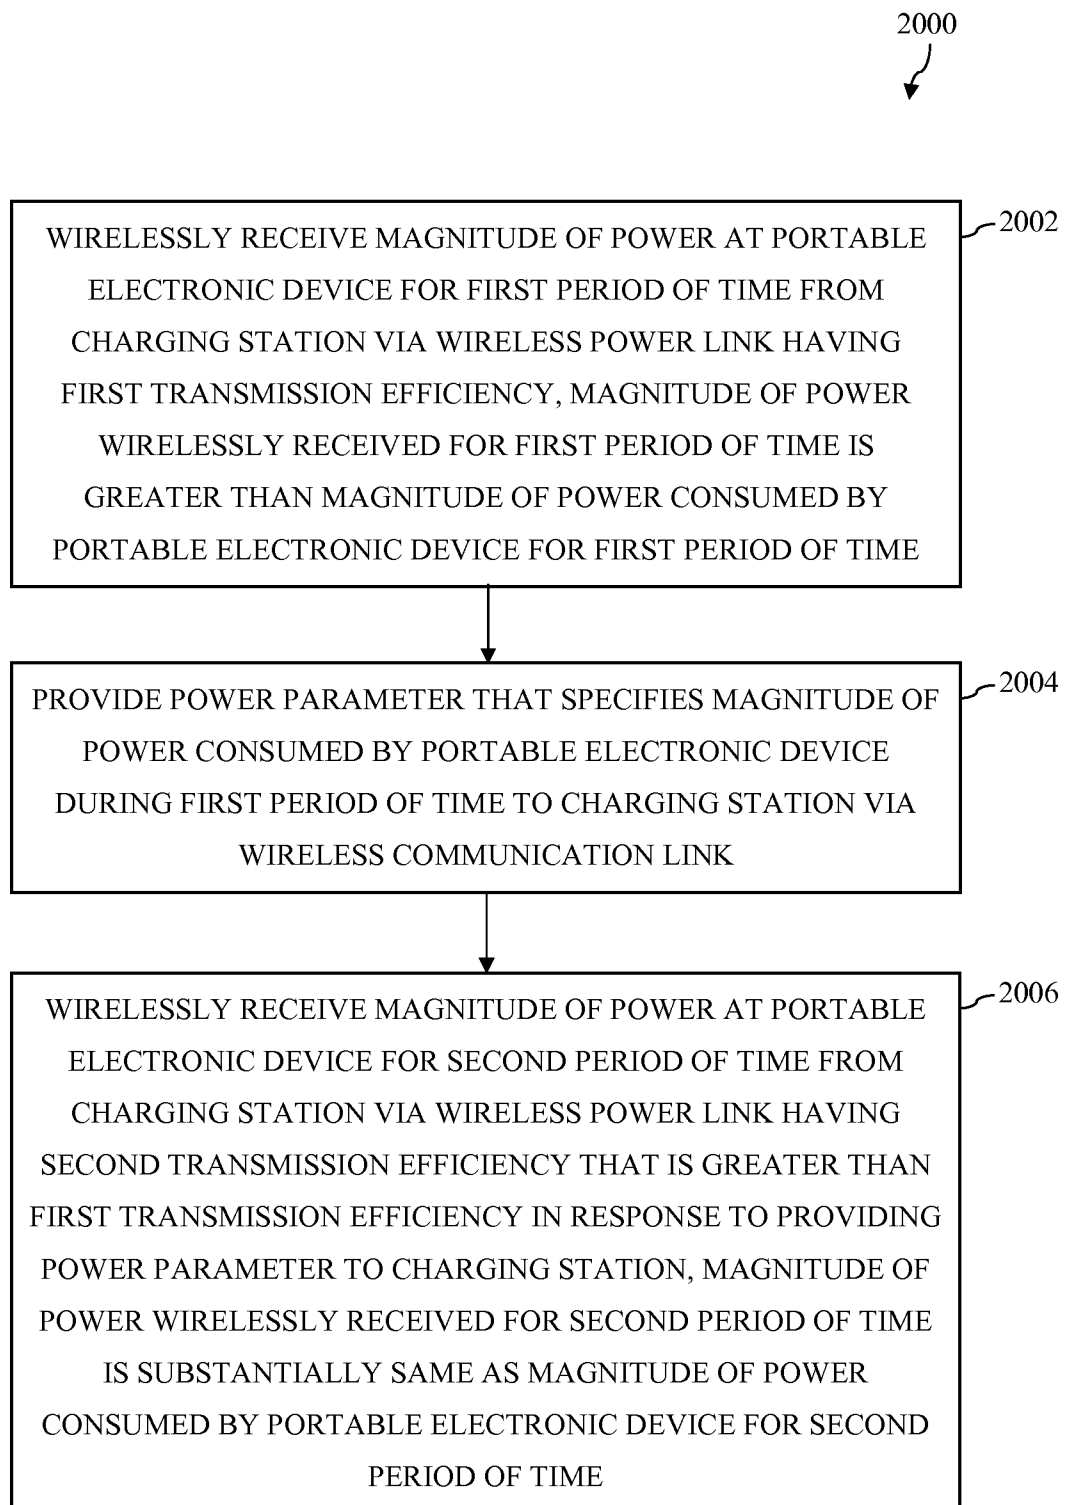 2000
WIRELESSLY RECEIVE MAGNITUDE OF POWER AT PORTABLE
ELECTRONIC DEVICE FOR FIRST PERIOD OF TIME FROM
CHARGING STATION VIA WIRELESS POWER LINK HAVING
FIRST TRANSMISSION EFFICIENCY, MAGNITUDE OF POWER
WIRELESSLY RECEIVED FOR FIRST PERIOD OF TIME IS
GREATER THAN MAGNITUDE OF POWER CONSUMED BY
PORTABLE ELECTRONIC DEVICE FOR FIRST PERIOD OF TIME
2002
PROVIDE POWER PARAMETER THAT SPECIFIES MAGNITUDE OF
POWER CONSUMED BY PORTABLE ELECTRONIC DEVICE
DURING FIRST PERIOD OF TIME TO CHARGING STATION VIA
WIRELESS COMMUNICATION LINK
2004
WIRELESSLY RECEIVE MAGNITUDE OF POWER AT PORTABLE
ELECTRONIC DEVICE FOR SECOND PERIOD OF TIME FROM
CHARGING STATION VIA WIRELESS POWER LINK HAVING
SECOND TRANSMISSION EFFICIENCY THAT IS GREATER THAN
FIRST TRANSMISSION EFFICIENCY IN RESPONSE TO PROVIDING
POWER PARAMETER TO CHARGING STATION, MAGNITUDE OF
POWER WIRELESSLY RECEIVED FOR SECOND PERIOD OF TIME
IS SUBSTANTIALLY SAME AS MAGNITUDE OF POWER
CONSUMED BY PORTABLE ELECTRONIC DEVICE FOR SECOND
PERIOD OF TIME
2006